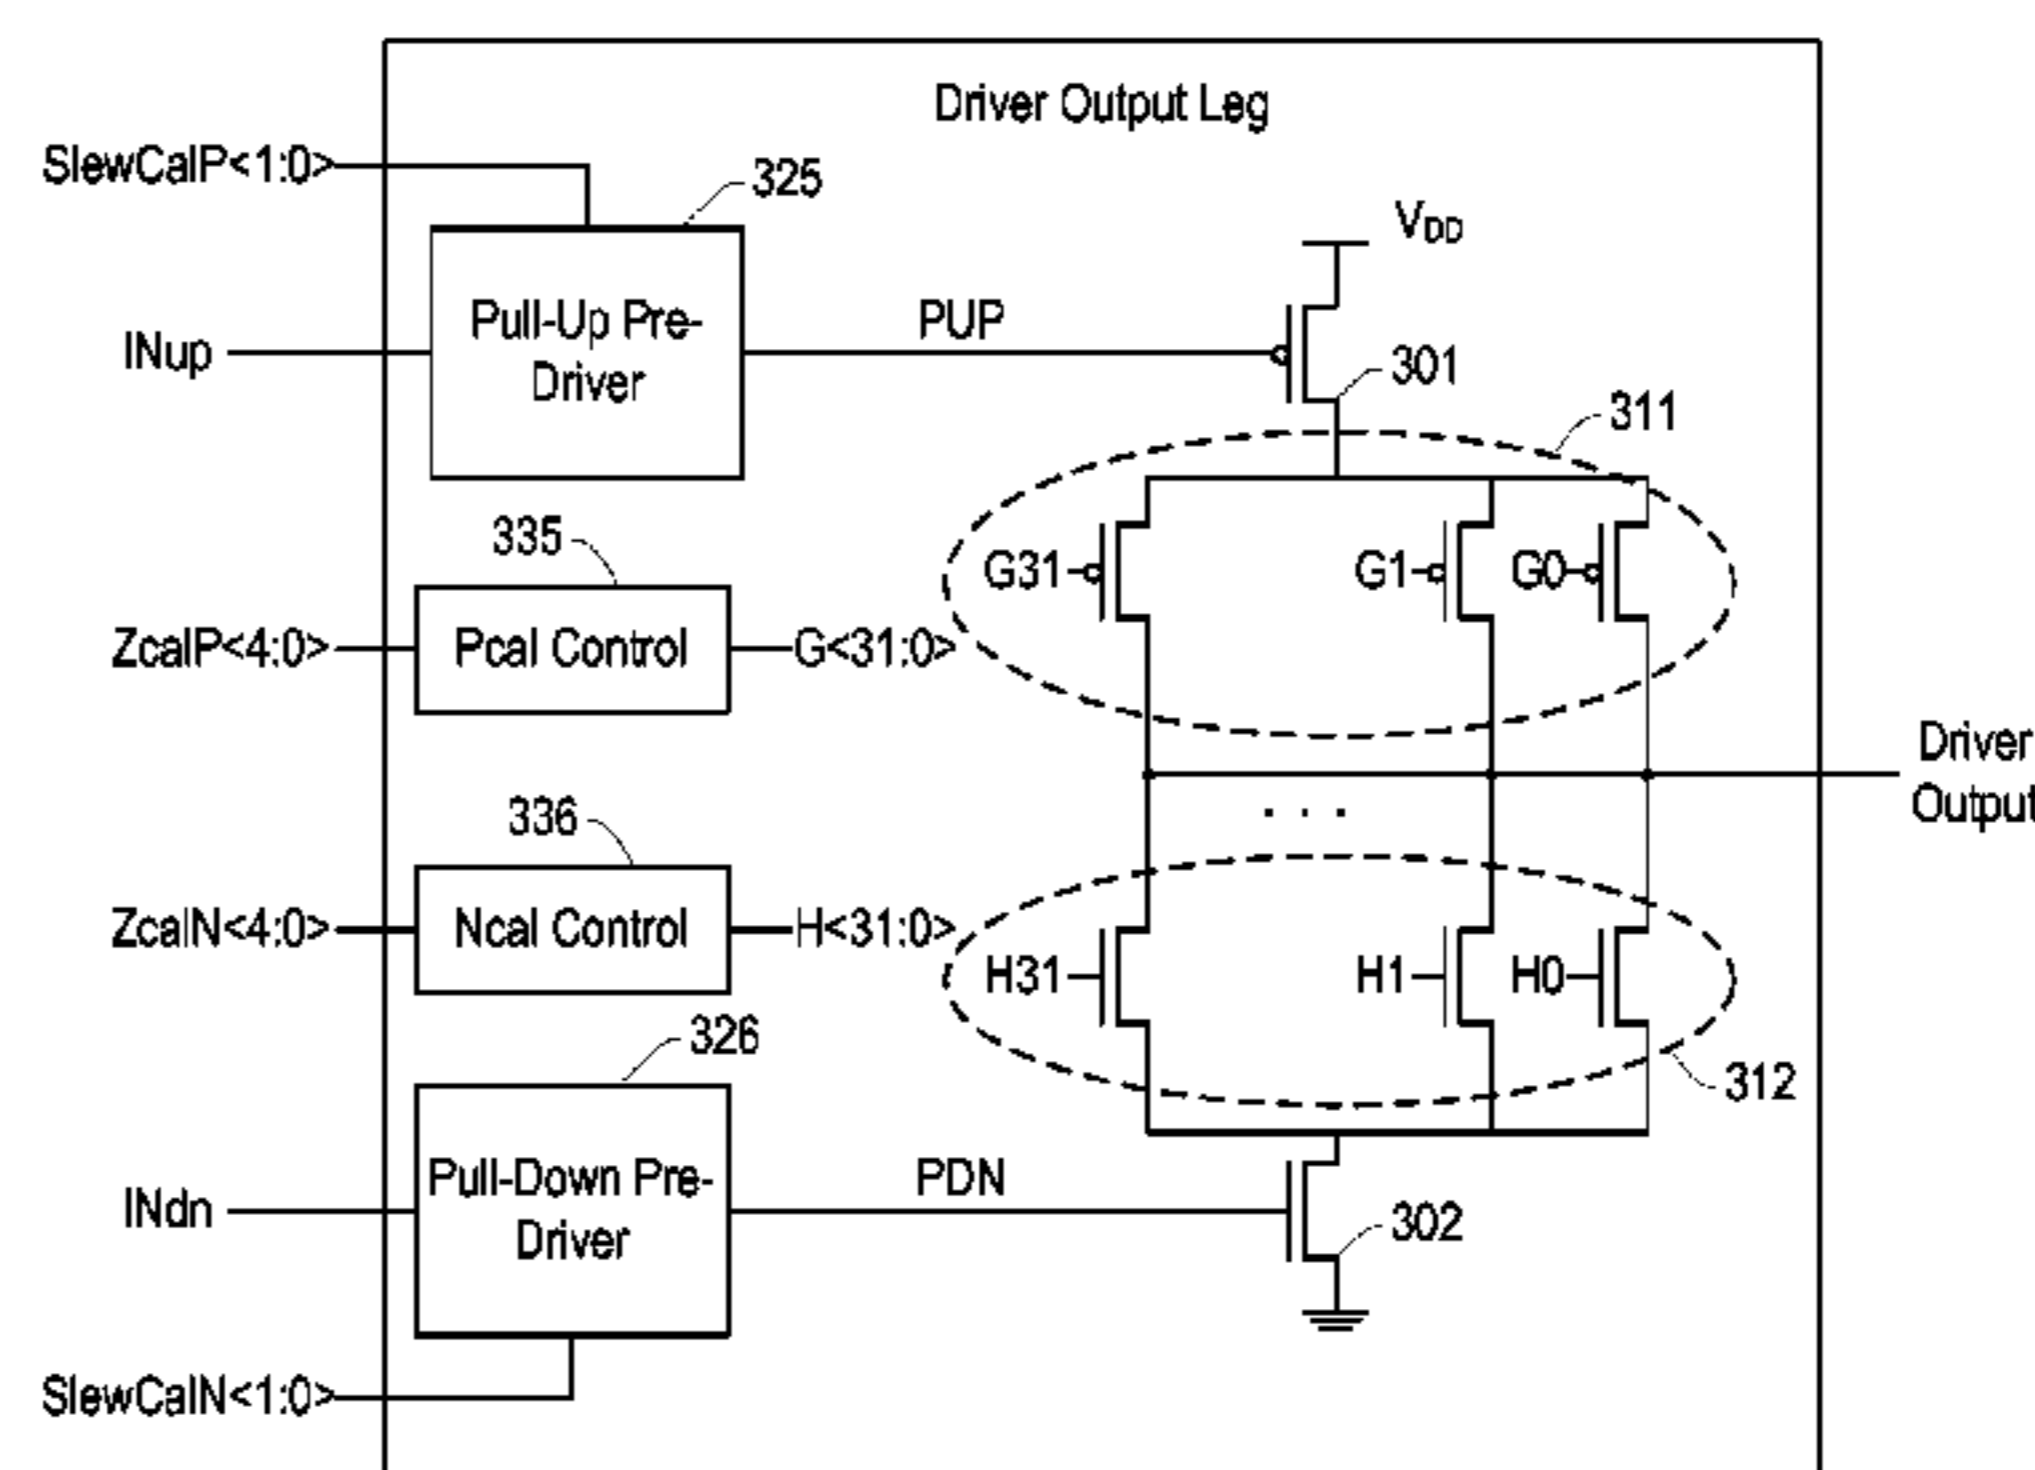 Driver Output Leg
SlewCalP<1:0>
325
VDD
INup
Pull-Up Pre-
Driver
PUP
301
311
335
G31
G1
G0
ZcalP<4:0>
Pcal Control
G<31:0>
Driver
Output
. . .
336
ZcalN<4:0>
Ncal Control
H<31:0>
H31
H1
H0
326
312
INdn
Pull-Down Pre-
Driver
PDN
302
SlewCalN<1:0>